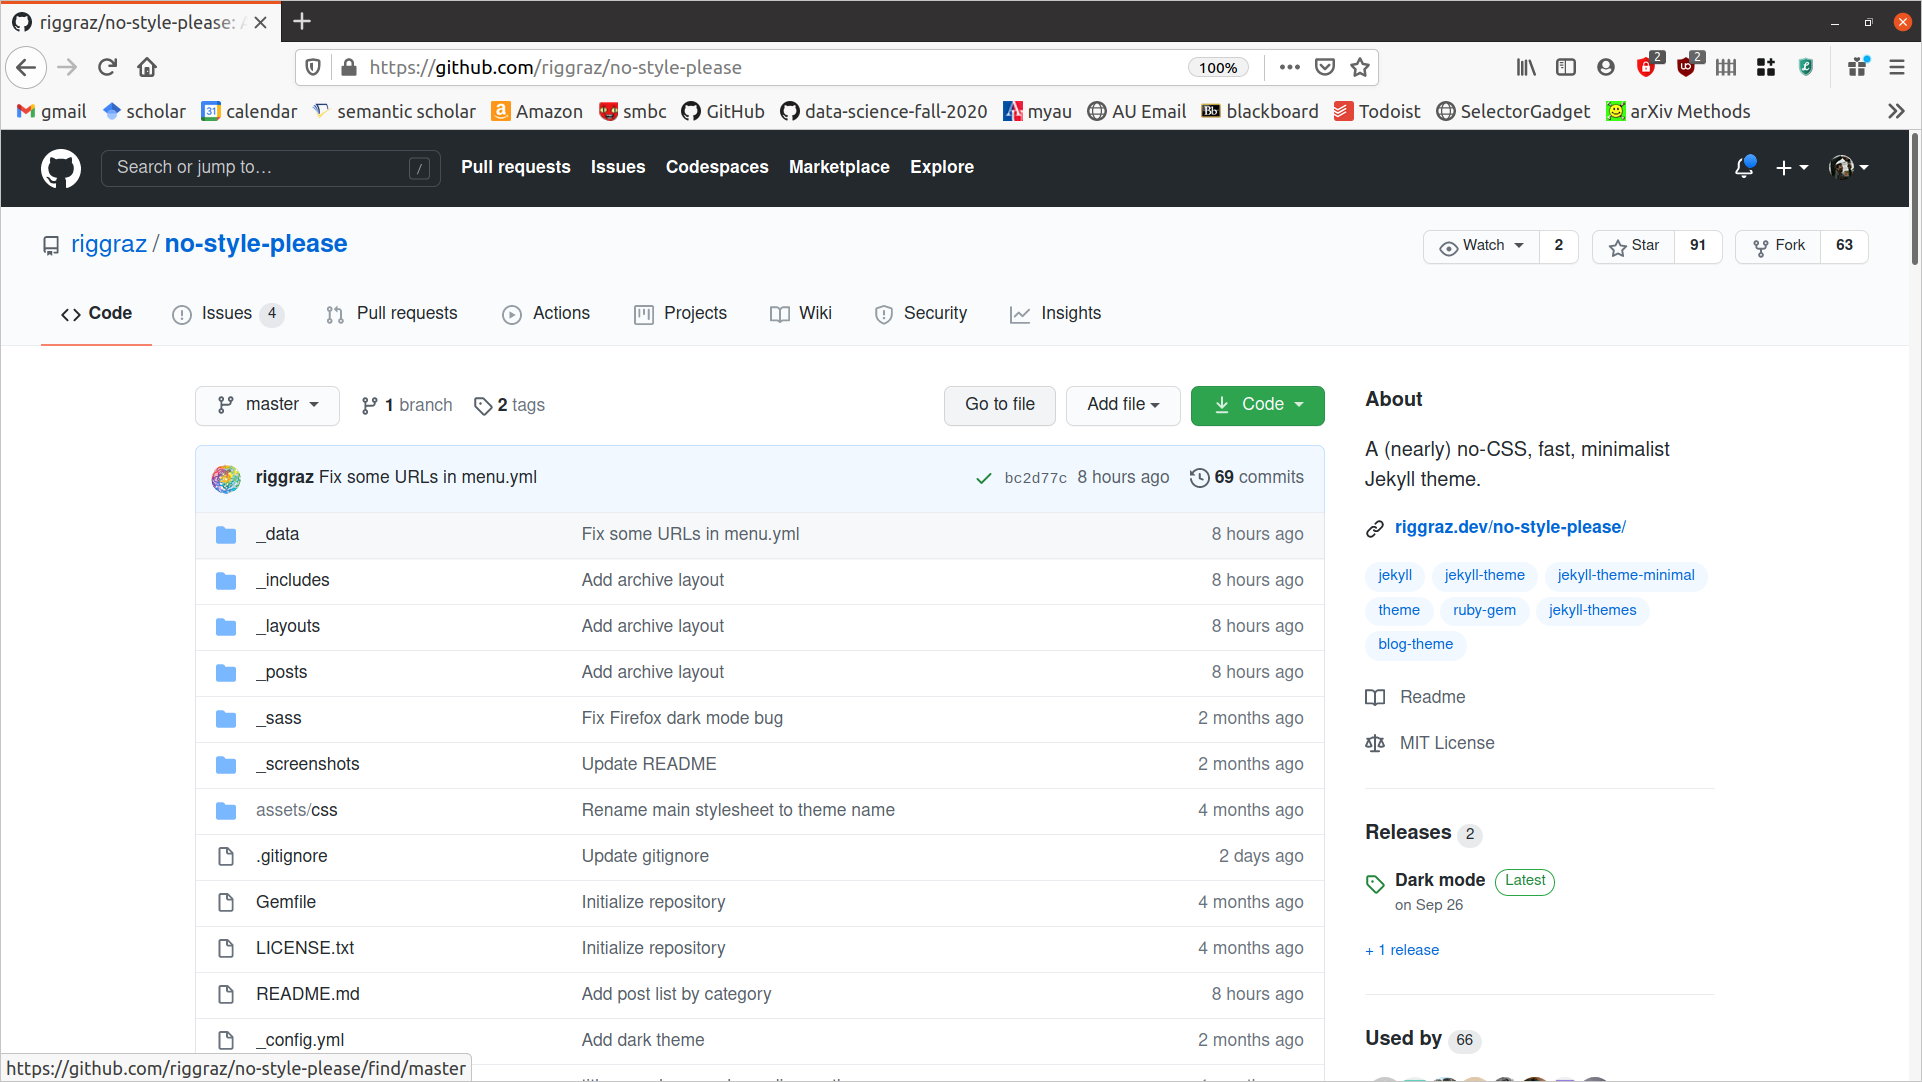 riggraz/no-style-please: A
https://github.com/riggraz/no-style-please 100% 2 2
gmail scholar 31 calendar semantic scholar a Amazon smbc GitHub data-science-fall-2020 myau AU Email Bb blackboard Todoist SelectorGadget arXiv Methods
Search or jump to… / Pull requests Issues Codespaces Marketplace Explore
riggraz / no-style-please Watch 2 Star 91 Fork 63
Code Issues 4 Pull requests Actions Projects Wiki Security Insights
master 1 branch 2 tags Go to file Add file Code
riggraz Fix some URLs in menu.yml bc2d77c 8 hours ago 69 commits
_data Fix some URLs in menu.yml 8 hours ago
_includes Add archive layout 8 hours ago
_layouts Add archive layout 8 hours ago
_posts Add archive layout 8 hours ago
_sass Fix Firefox dark mode bug 2 months ago
_screenshots Update README 2 months ago
assets/css Rename main stylesheet to theme name 4 months ago
.gitignore Update gitignore 2 days ago
Gemfile Initialize repository 4 months ago
LICENSE.txt Initialize repository 4 months ago
README.md Add post list by category 8 hours ago
_config.yml Add dark theme 2 months ago
About
A (nearly) no-CSS, fast, minimalist
Jekyll theme.
riggraz.dev/no-style-please/
jekyll jekyll-theme jekyll-theme-minimal
theme ruby-gem jekyll-themes
blog-theme
Readme
MIT License
Releases 2
Dark mode Latest
on Sep 26
+ 1 release
Used by 66
https://github.com/riggraz/no-style-please/find/master